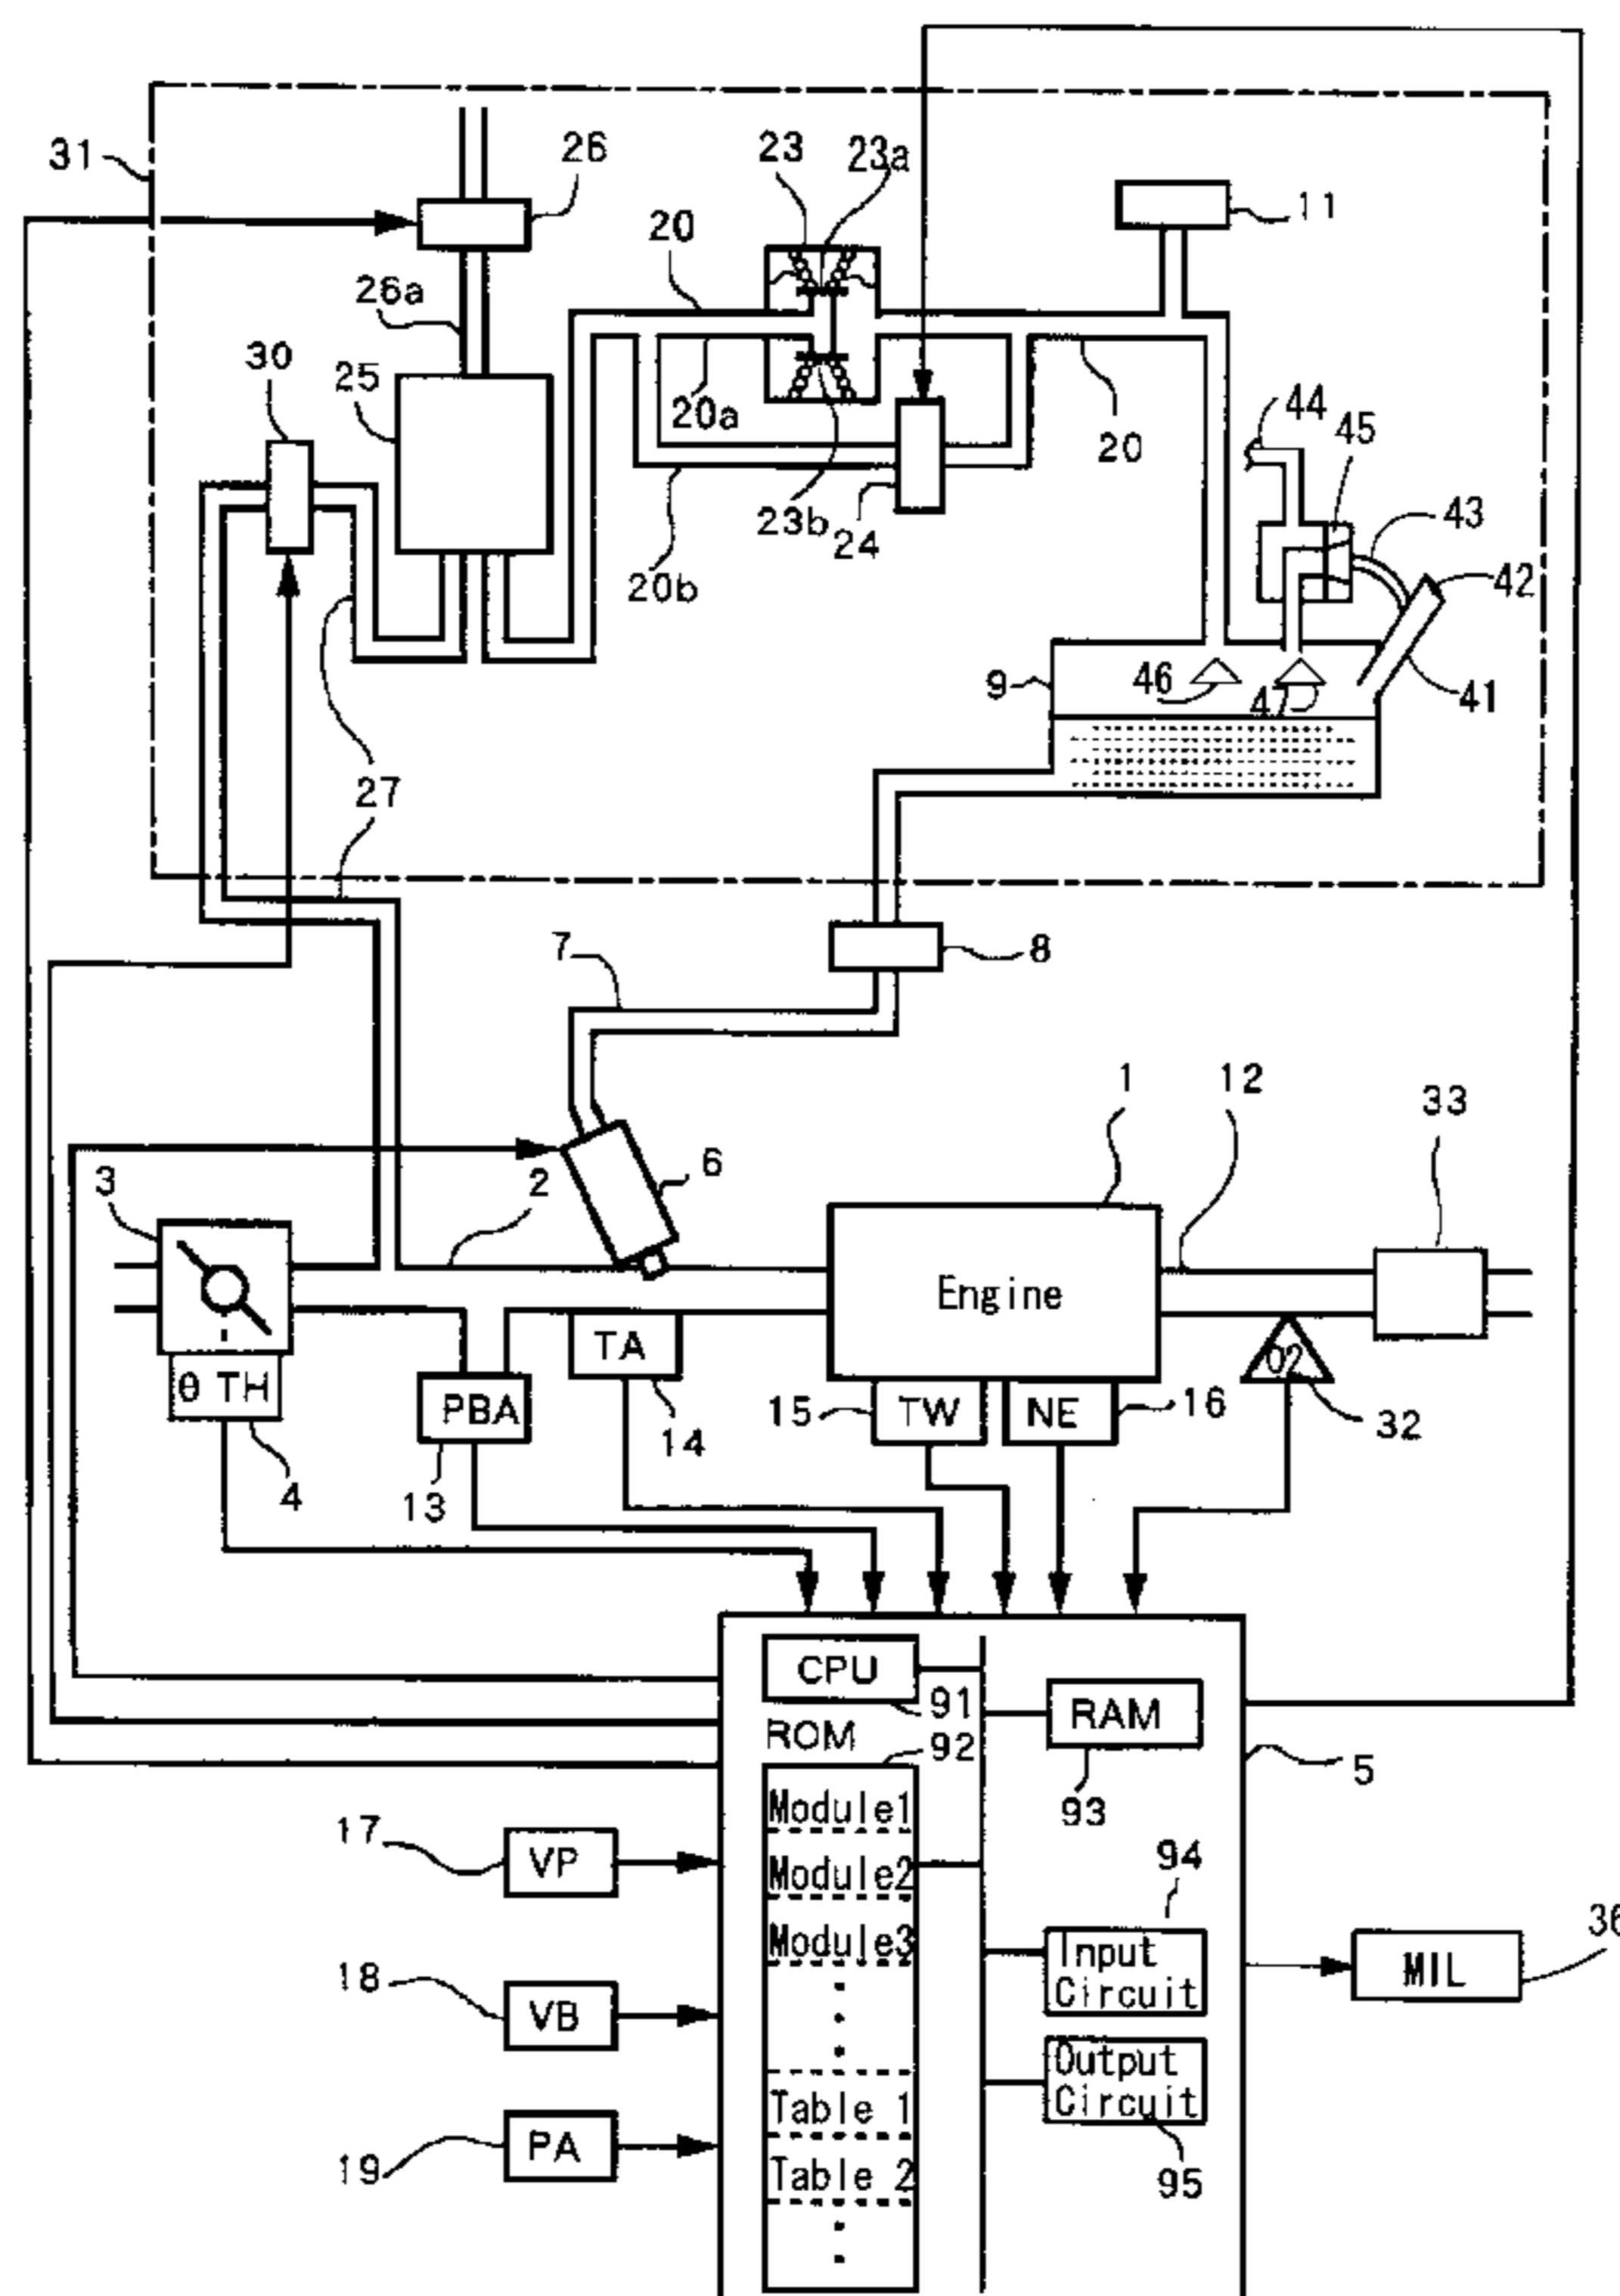 31
26
23
23a
11
20
26a
30
25
20a
20
44
45
43
42
23b
24
20b
9
46
47
41
27
7
8
1
12
33
3
2
6
Engine
TA
θ TH
PBA
15
TW
NE
16
O2
32
4
13
14
CPU
91
RAM
ROM
92
5
93
Module1
17
VP
Module2
94
Module3
Input
Circuit
MIL
36
18
VB
Output
Circuit
Table 1
19
PA
Table 2
95